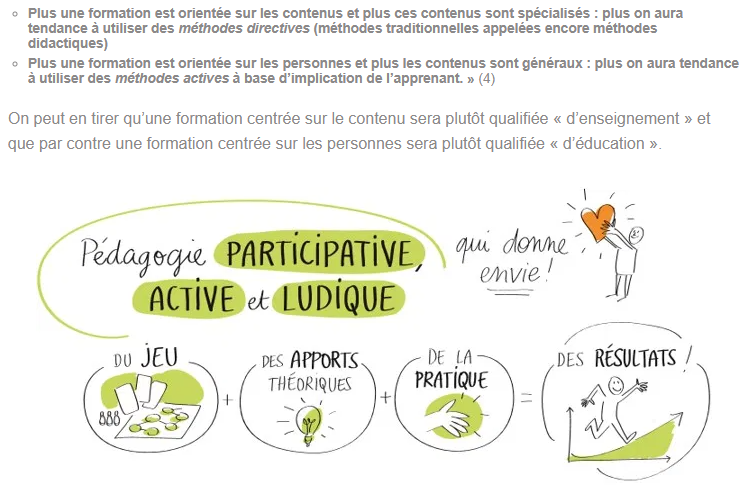 Plus une formation est orientée sur les contenus et plus ces contenus sont spécialisés : plus on aura
tendance à utiliser des méthodes directives (méthodes traditionnelles appelées encore méthodes
didactiques)
Plus une formation est orientée sur les personnes et plus les contenus sont généraux : plus on aura tendance
à utiliser des méthodes actives à base d'implication de l'apprenant. » (4)
On peut en tirer qu'une formation centrée sur le contenu sera plutôt qualifiée « d'enseignement » et
que par contre une formation centrée sur les personnes sera plutôt qualifiée « d'éducation ».
Pédagogie PARTICIPATIVE,
ACTIVE et LUDIQUE
qui donne
envie !
DU JEU
+
DES APPORTS
THÉORIQUES
+
DE LA
PRATIQUE
=
DES RÉSULTATS !